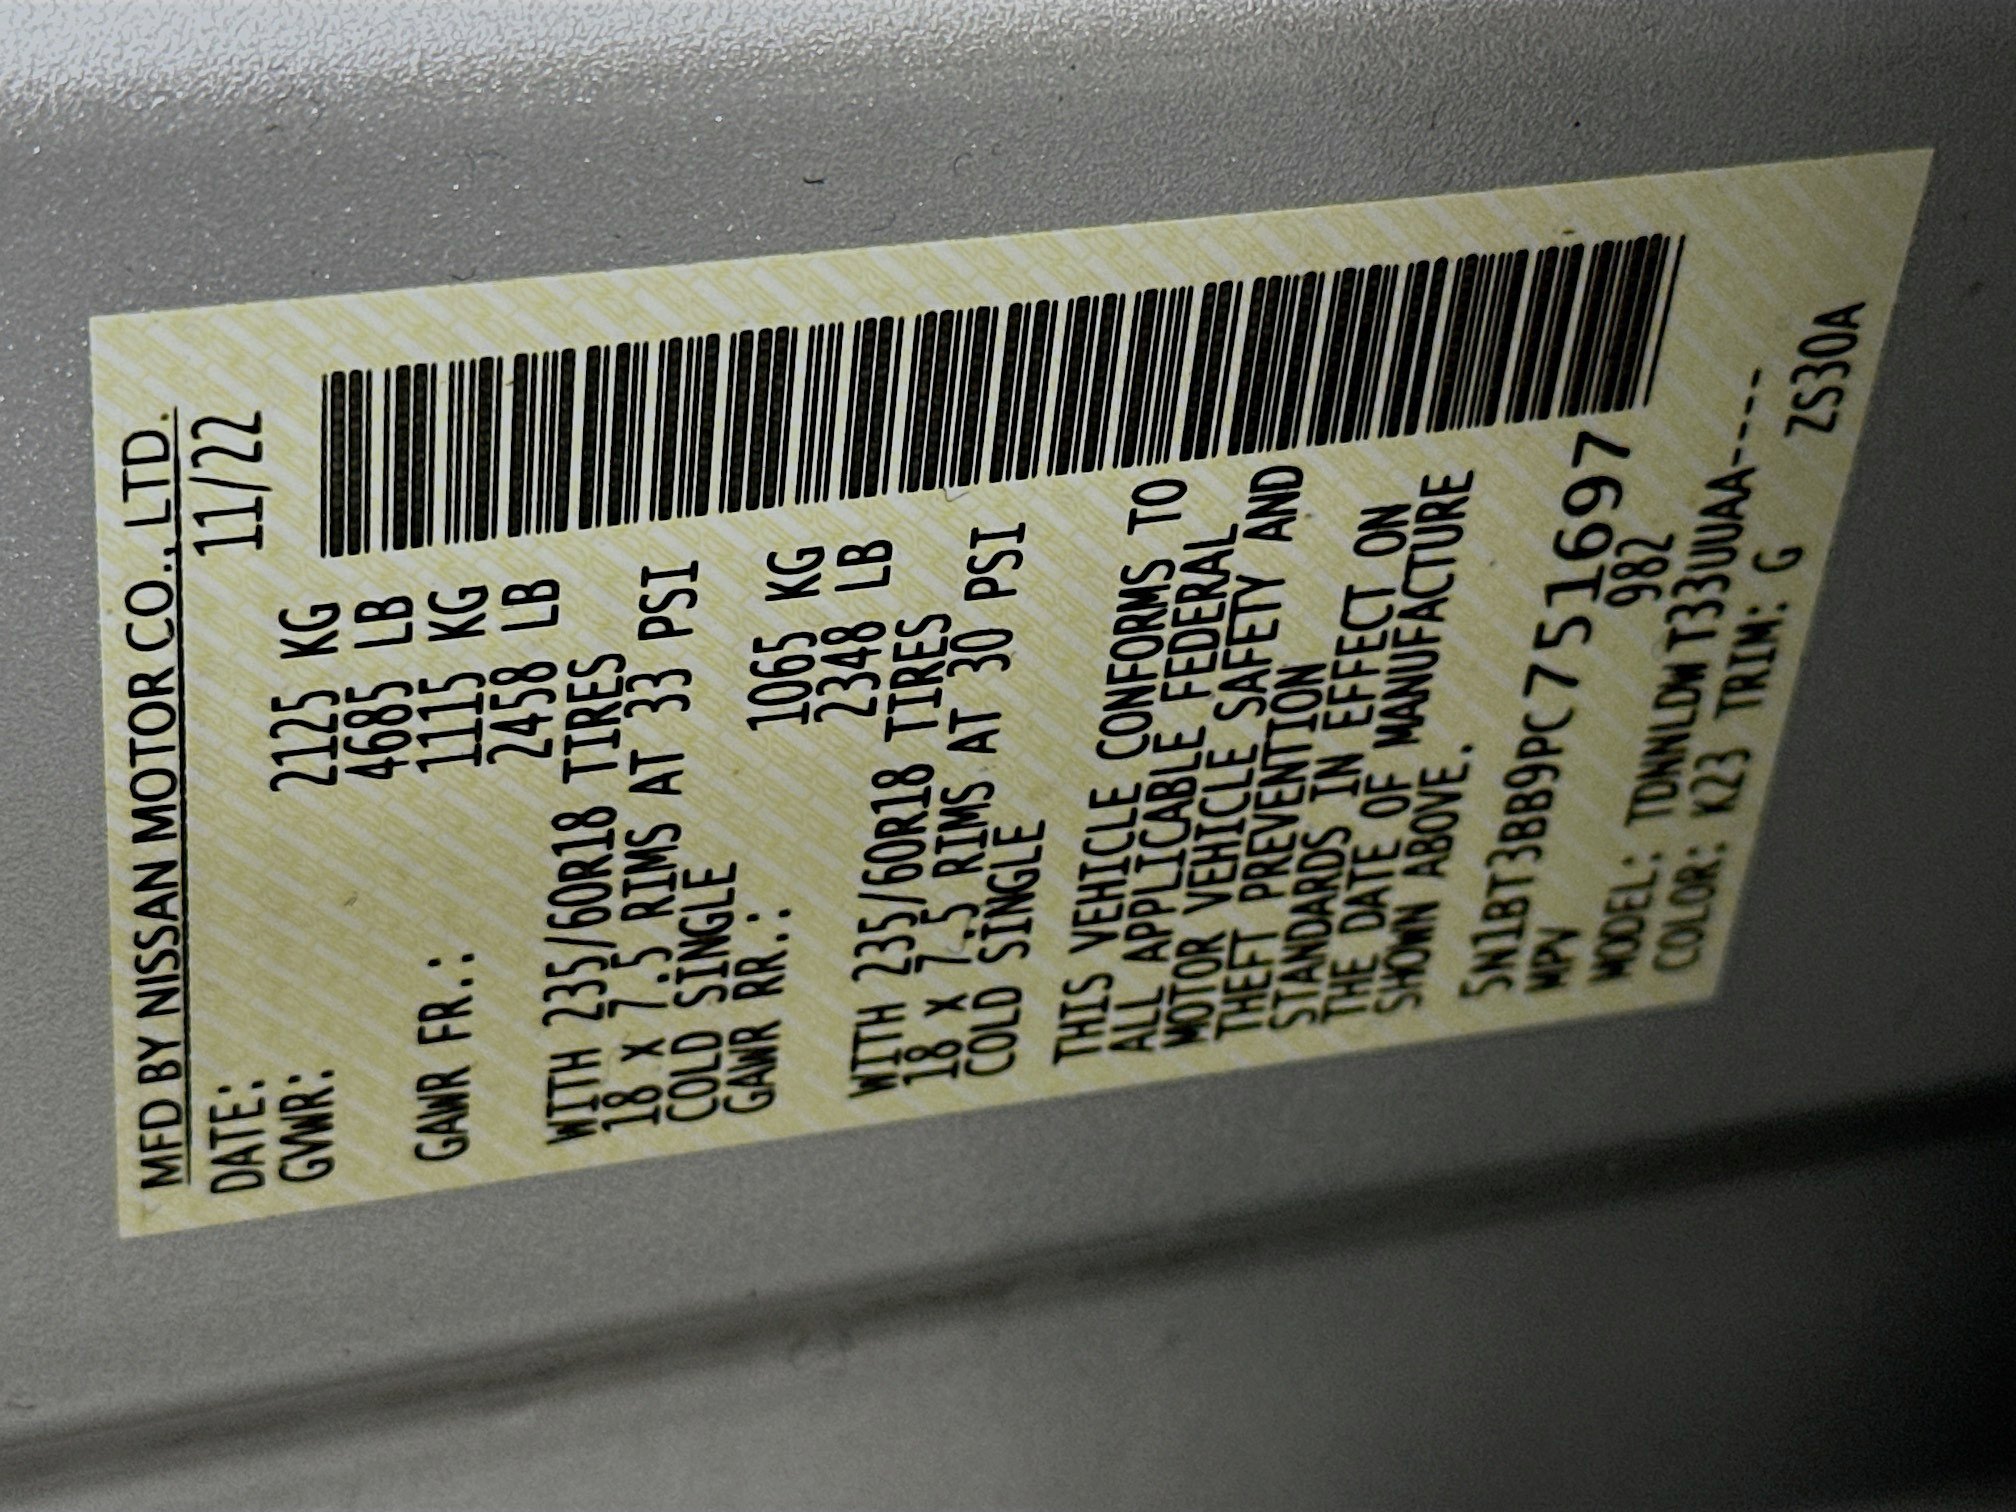 MFD BY NISSAN MOTOR CO., LTD.
DATE: 11/22
GVWR: 2125 KG
4685 LB
GAWR FR.: 1115 KG
2458 LB
WITH 235/60R18 TIRES
18 x 7.5 RIMS AT 33 PSI
COLD SINGLE
GAWR RR.: 1065 KG
2348 LB
WITH 235/60R18 TIRES
18 x 7.5 RIMS AT 30 PSI
COLD SINGLE
THIS VEHICLE CONFORMS TO
ALL APPLICABLE FEDERAL
MOTOR VEHICLE SAFETY AND
THEFT PREVENTION
STANDARDS IN EFFECT ON
THE DATE OF MANUFACTURE
SHOWN ABOVE.
5N1BT3BB9PC751697
MPV 982
MODEL: TDNNLDWT33UUAA----
COLOR: K23 TRIM: G
ZS30A